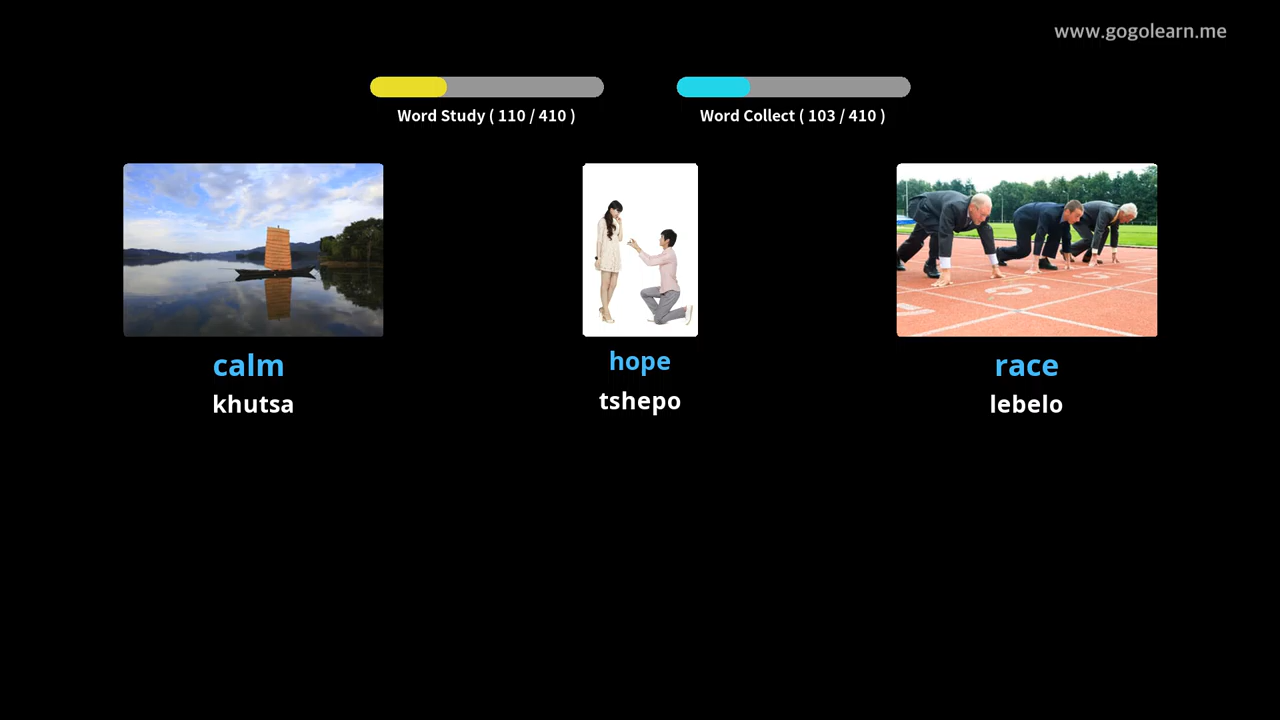 www.gogolearn.me
Word Study ( 110 / 410 )
Word Collect ( 103 / 410 )
calm
khutsa
hope
tshepo
race
lebelo